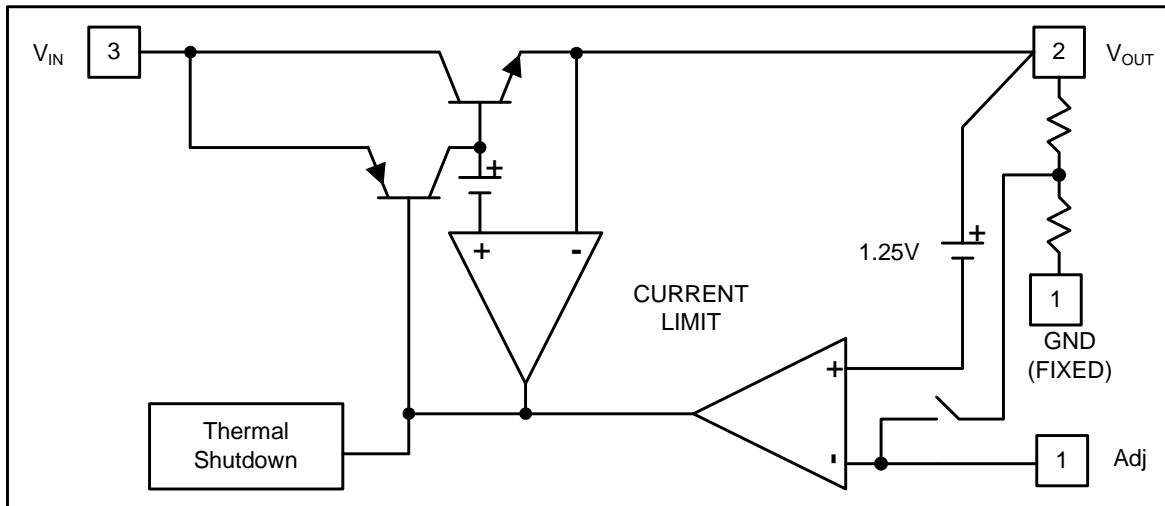 V_IN 3
2 V_OUT
+
+ -
1.25V +
CURRENT
LIMIT
1
GND
(FIXED)
+
Thermal
Shutdown
-
1 Adj